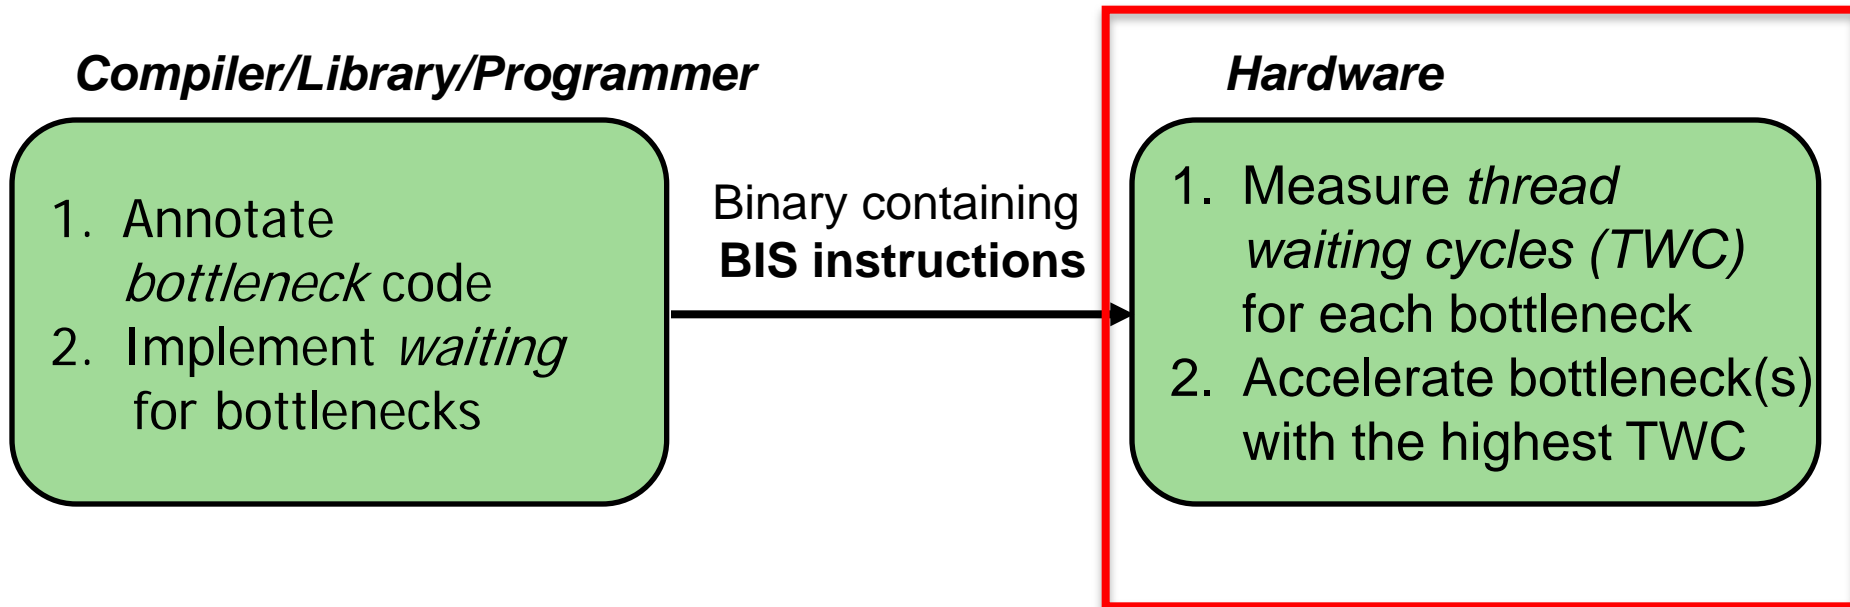 Compiler/Library/Programmer
1. Annotate
bottleneck code
2. Implement waiting
for bottlenecks
Binary containing
BIS instructions
Hardware
1. Measure thread
waiting cycles (TWC)
for each bottleneck
2. Accelerate bottleneck(s)
with the highest TWC